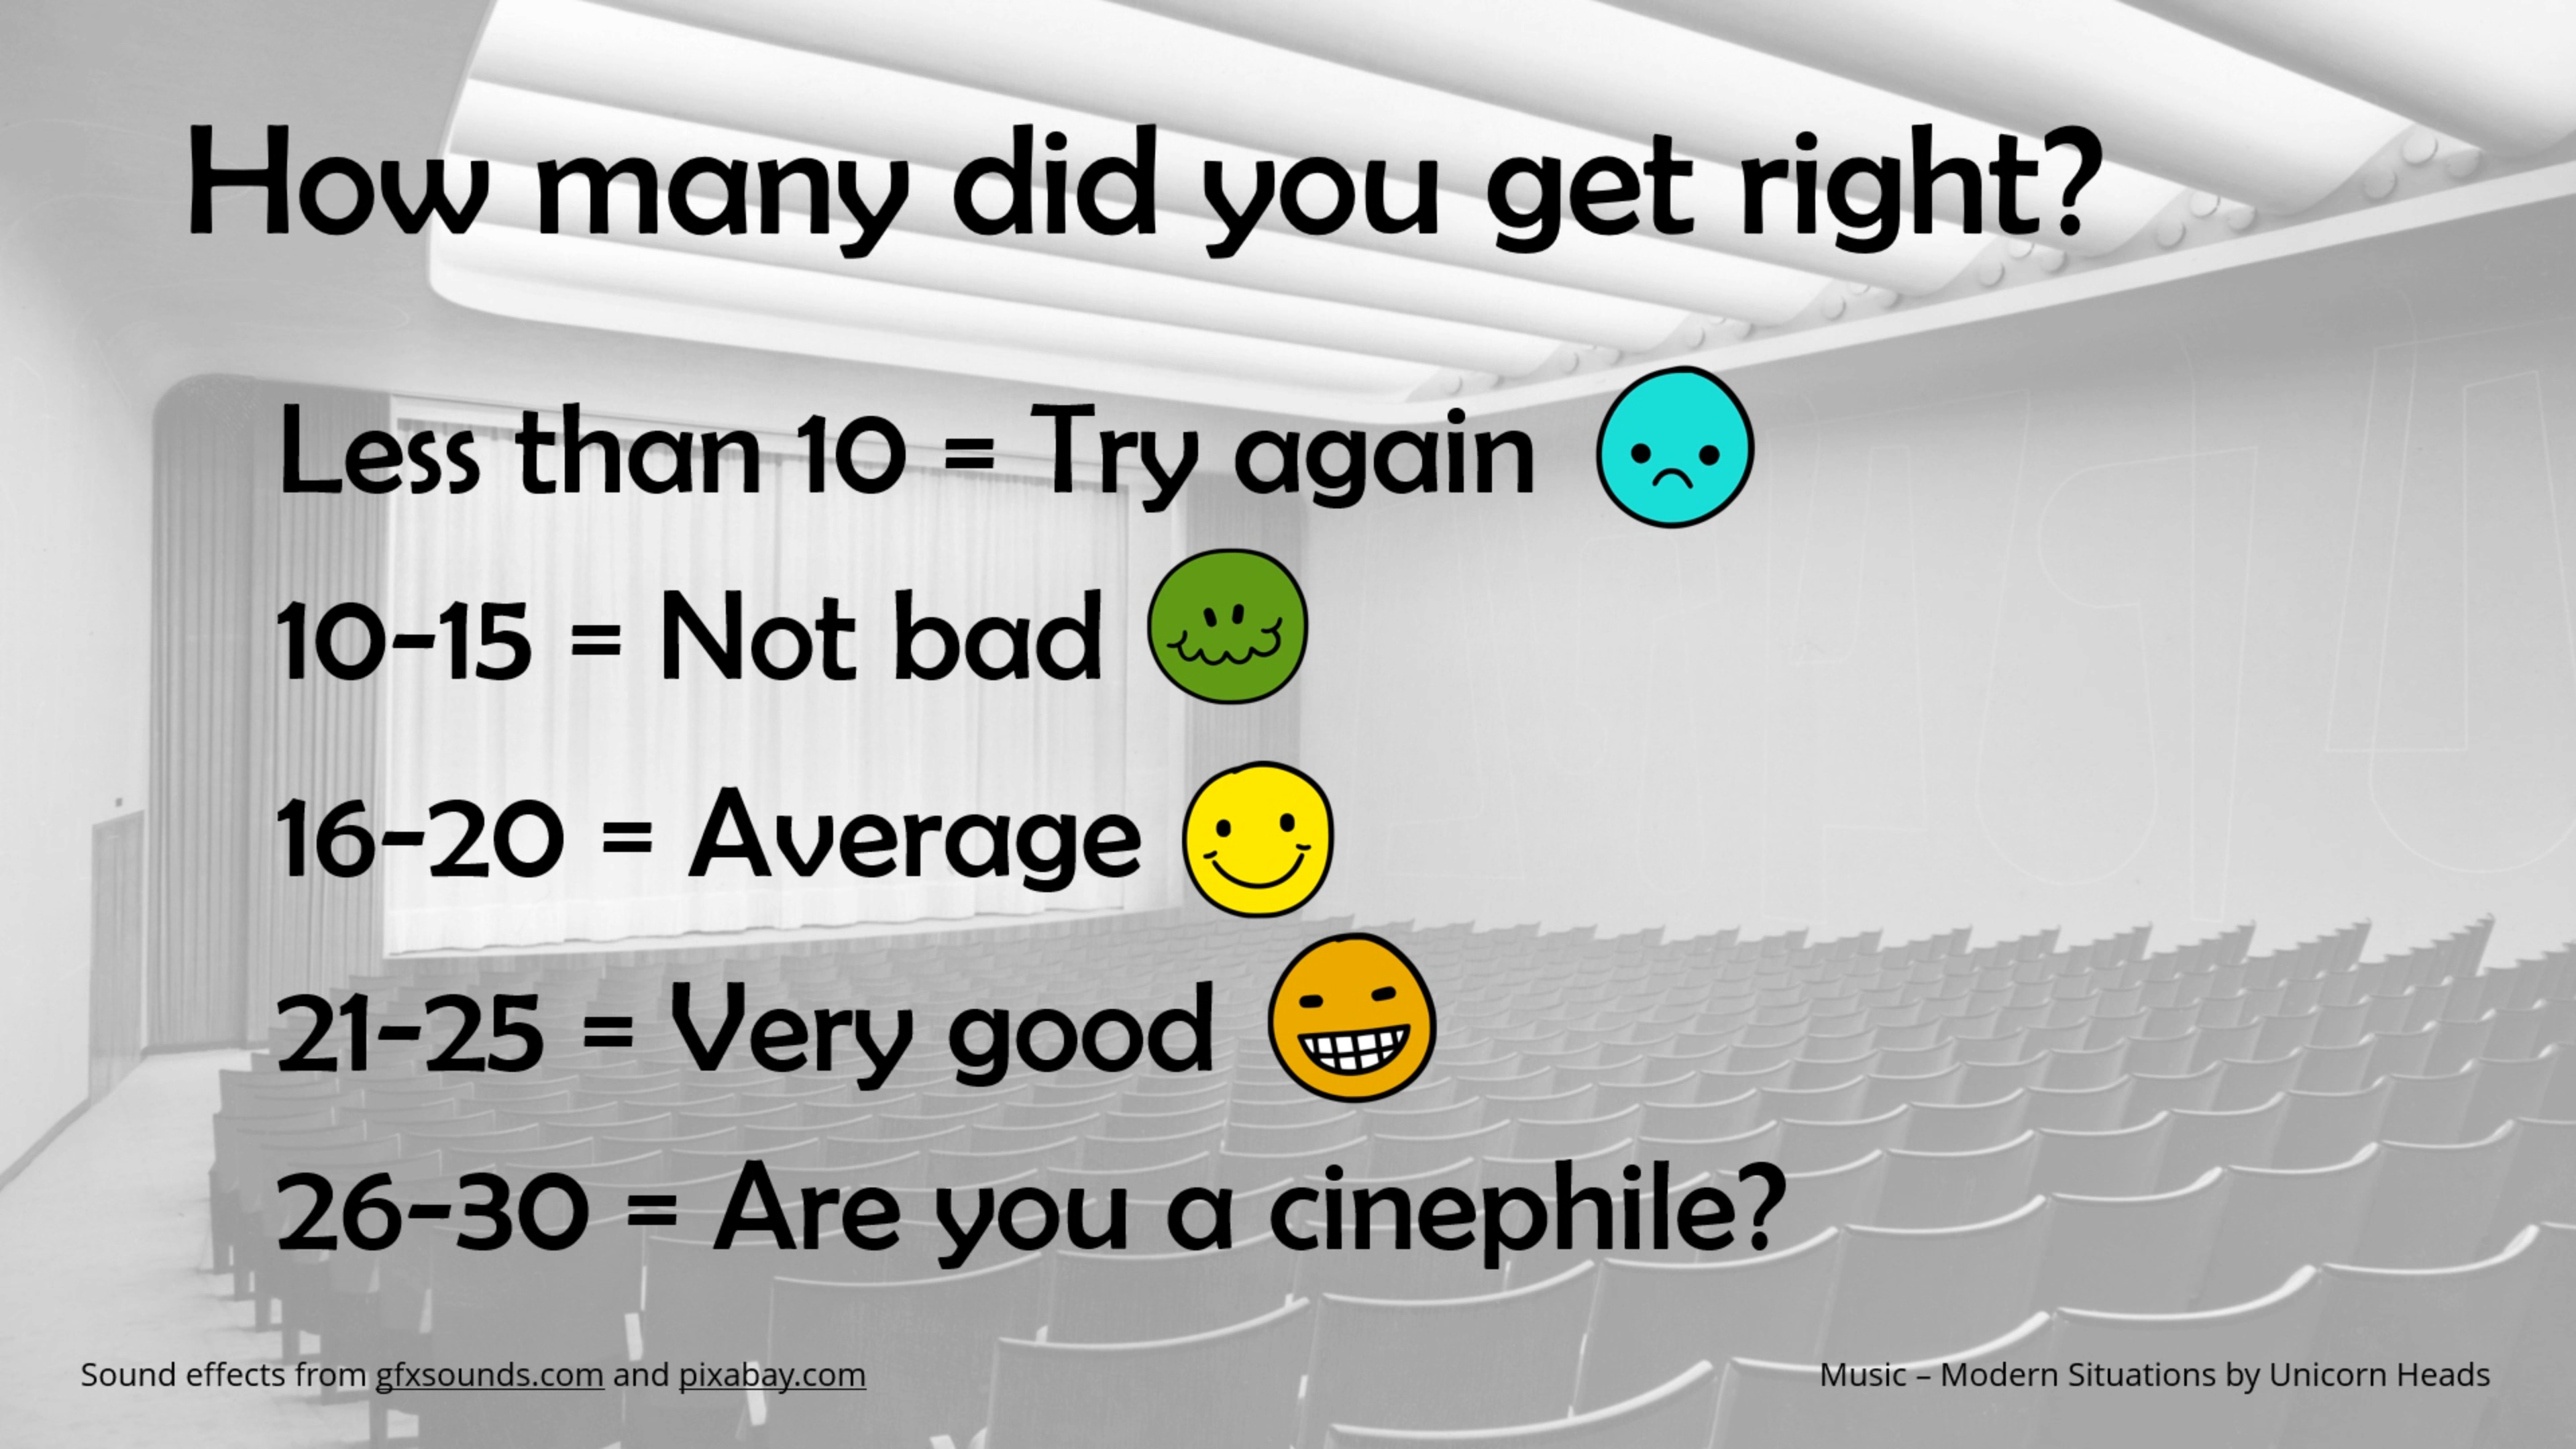 How many did you get right?
Less than 10 = Try again
10-15 = Not bad
16-20 = Average
21-25 = Very good
26-30 = Are you a cinephile?
Sound effects from gfxsounds.com and pixabay.com
Music – Modern Situations by Unicorn Heads